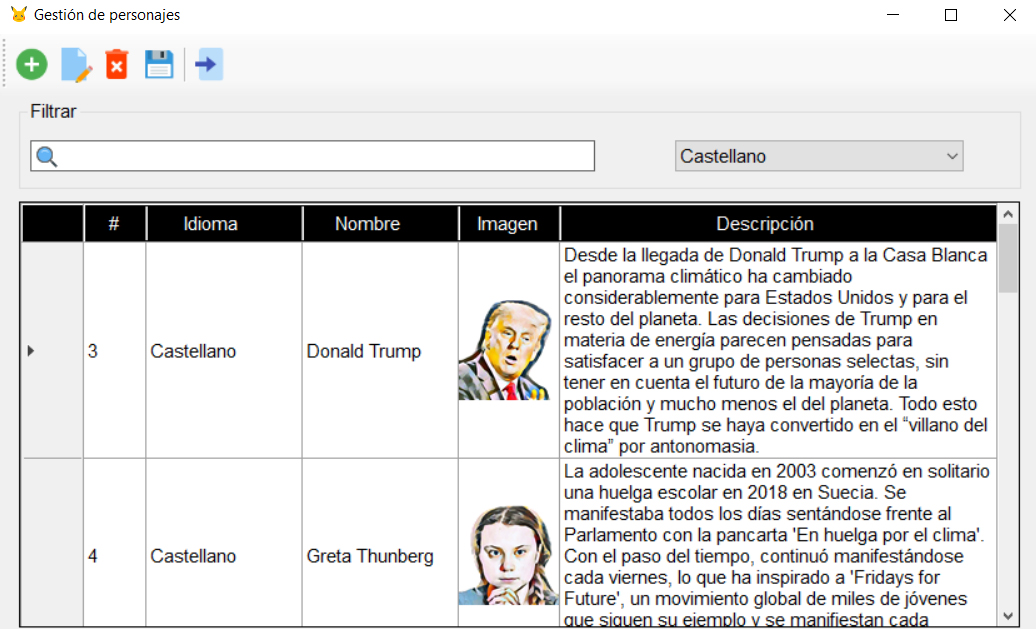 Gestión de personajes
Filtrar
Castellano
# Idioma Nombre Imagen Descripción
3 Castellano Donald Trump
Desde la llegada de Donald Trump a la Casa Blanca
el panorama climático ha cambiado
considerablemente para Estados Unidos y para el
resto del planeta. Las decisiones de Trump en
materia de energía parecen pensadas para
satisfacer a un grupo de personas selectas, sin
tener en cuenta el futuro de la mayoría de la
población y mucho menos el del planeta. Todo esto
hace que Trump se haya convertido en el “villano del
clima” por antonomasia.
4 Castellano Greta Thunberg
La adolescente nacida en 2003 comenzó en solitario
una huelga escolar en 2018 en Suecia. Se
manifestaba todos los días sentándose frente al
Parlamento con la pancarta 'En huelga por el clima'.
Con el paso del tiempo, continuó manifestándose
cada viernes, lo que ha inspirado a 'Fridays for
Future', un movimiento global de miles de jóvenes
que siguen su ejemplo y se manifiestan cada